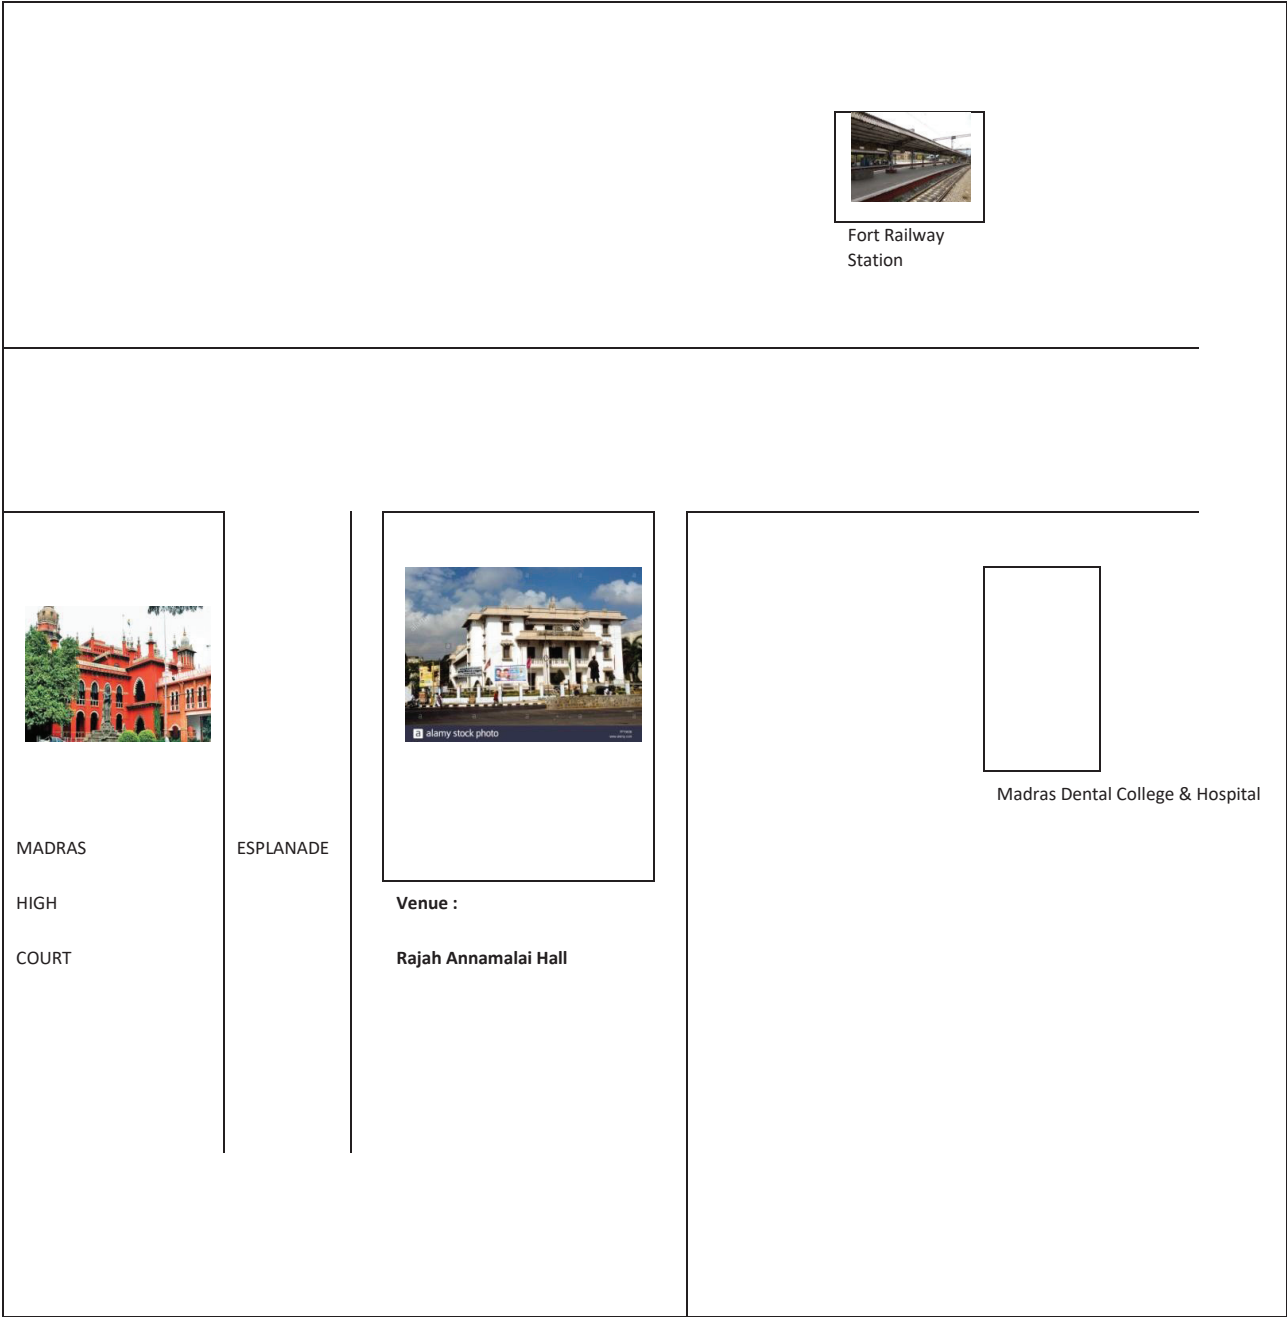 Fort Railway
Station
a alamy stock photo
Madras Dental College & Hospital
MADRAS
ESPLANADE
HIGH
Venue :
COURT
Rajah Annamalai Hall